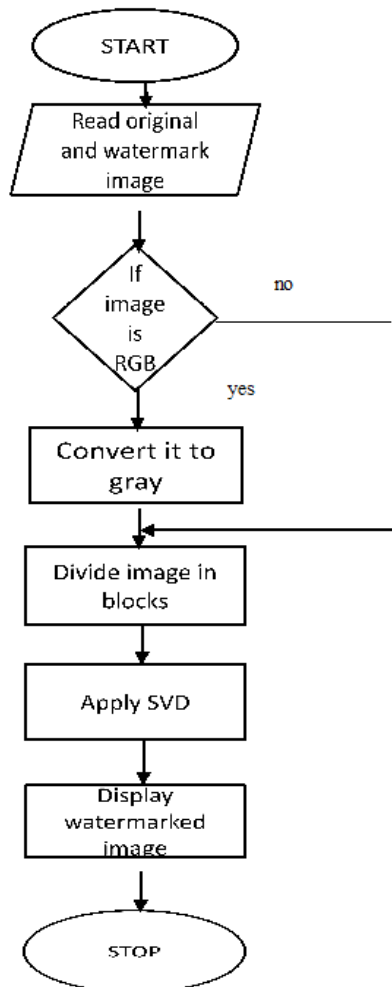 START
Read original
and watermark
image
If
image
is
RGB
no
yes
Convert it to
gray
Divide image in
blocks
Apply SVD
Display
watermarked
image
STOP